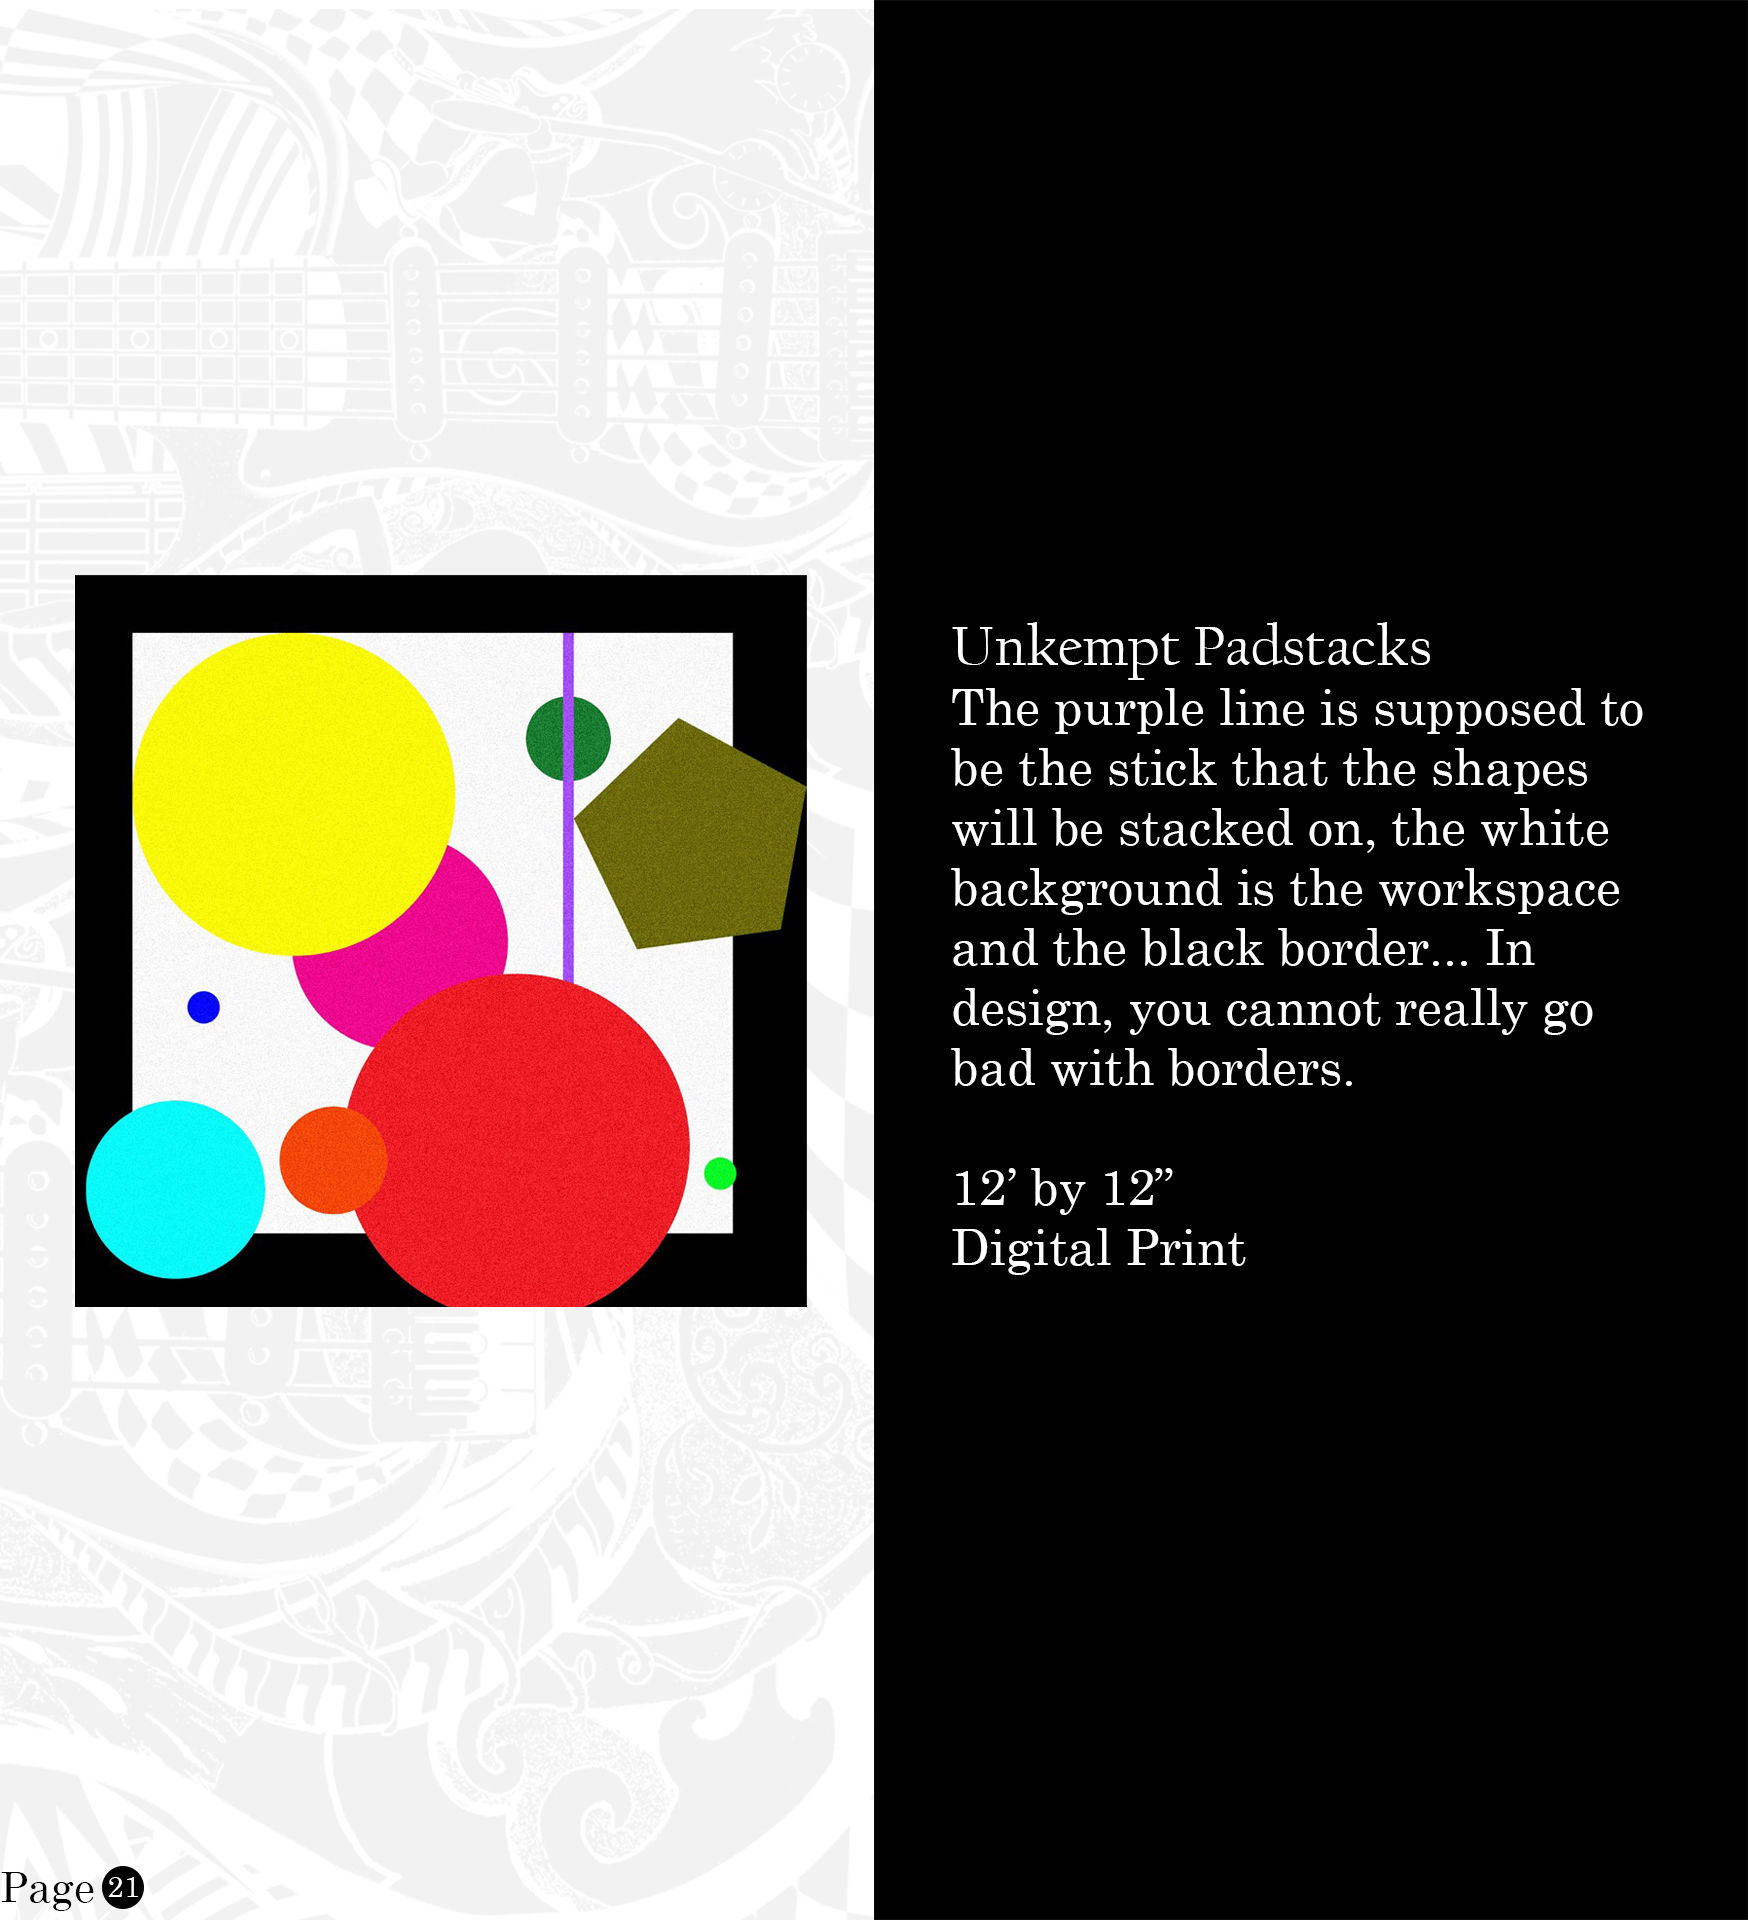 Unkempt Padstacks
The purple line is supposed to
be the stick that the shapes
will be stacked on, the white
background is the workspace
and the black border... In
design, you cannot really go
bad with borders.
12’ by 12”
Digital Print
Page 21